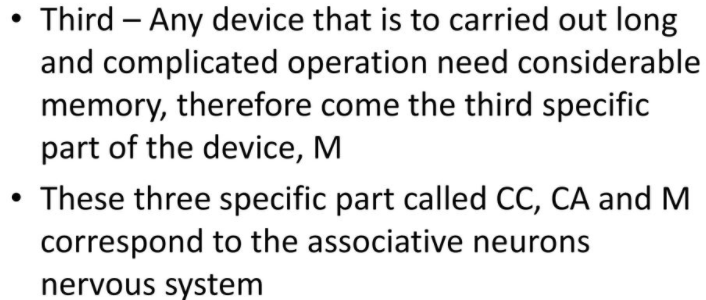 • Third – Any device that is to carried out long
and complicated operation need considerable
memory, therefore come the third specific
part of the device, M
• These three specific part called CC, CA and M
correspond to the associative neurons
nervous system